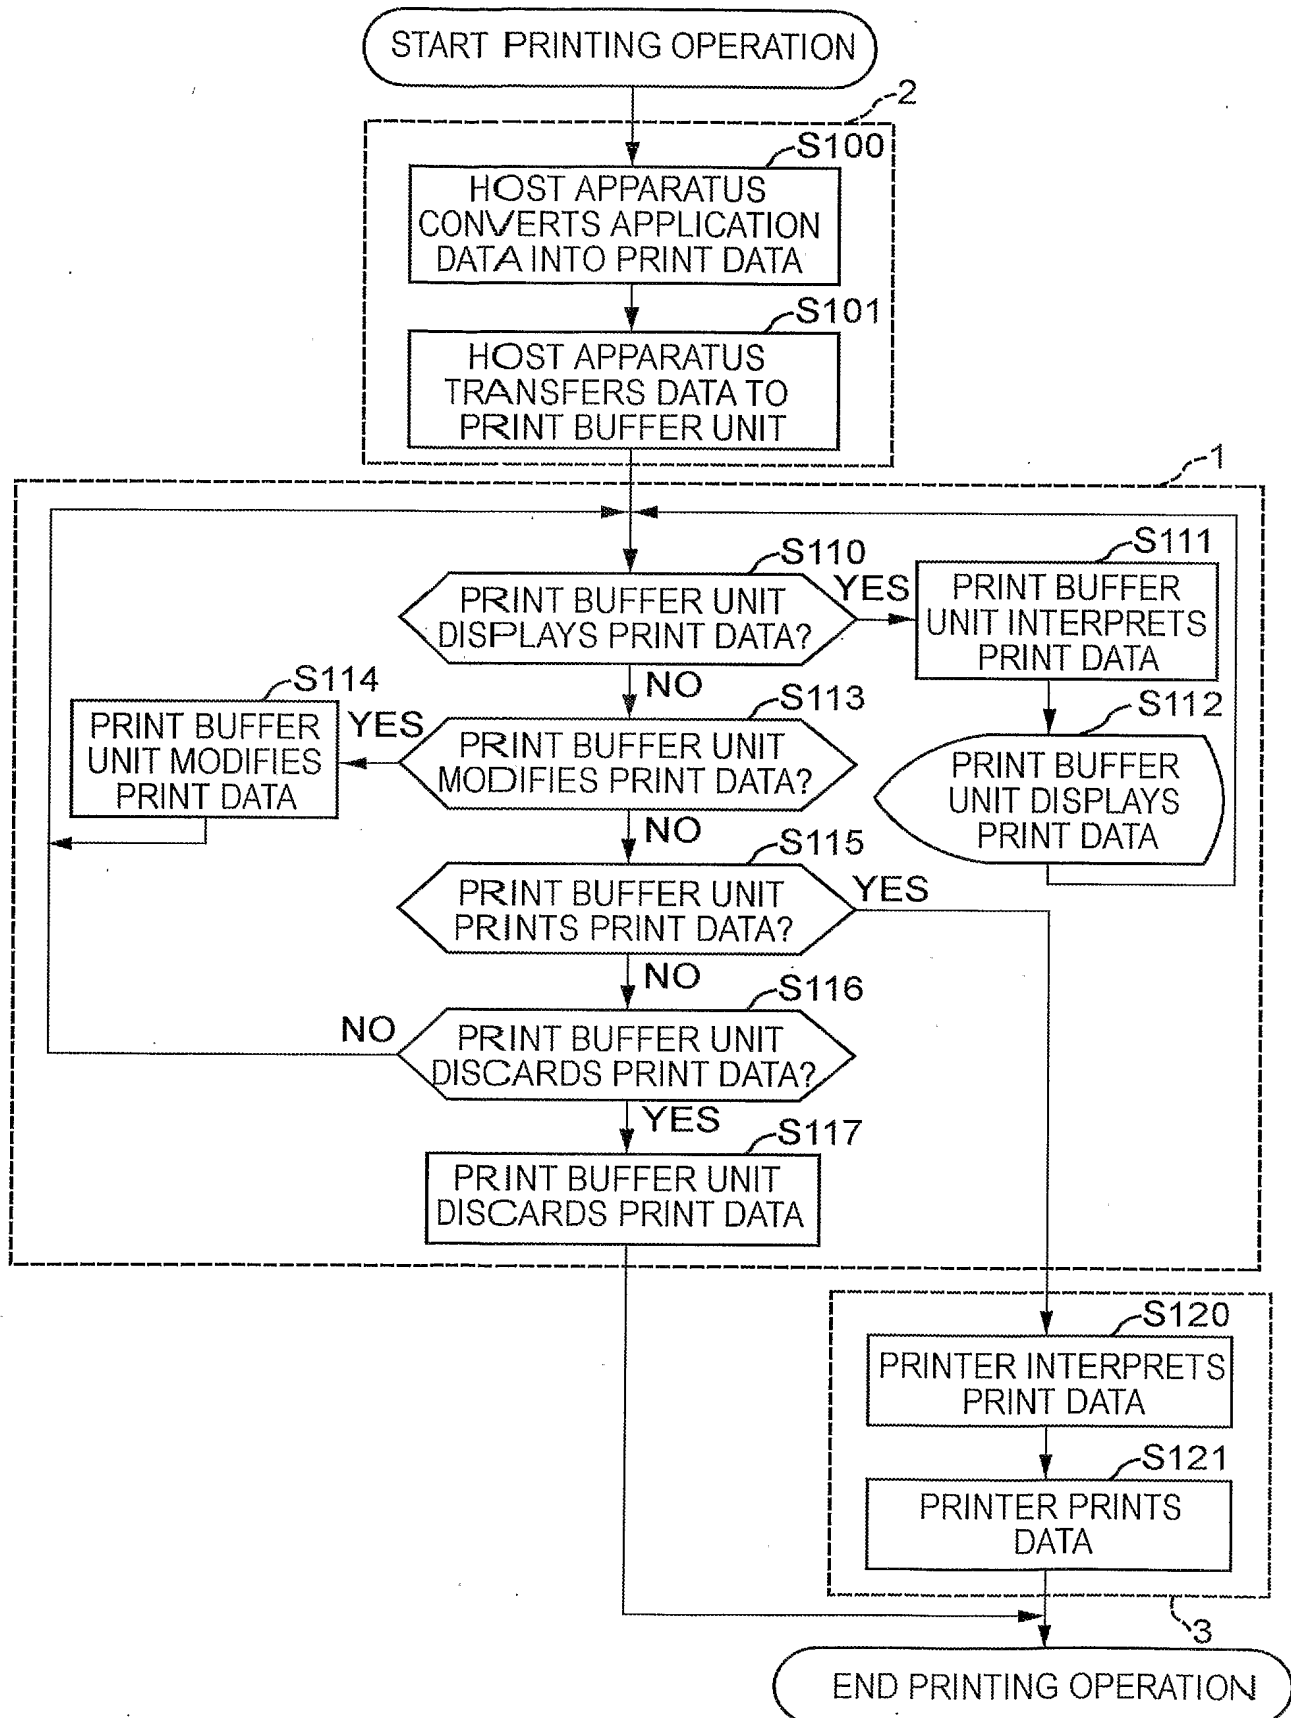 START PRINTING OPERATION
2
S100
HOST APPARATUS
CONVERTS APPLICATION
DATA INTO PRINT DATA
S101
HOST APPARATUS
TRANSFERS DATA TO
PRINT BUFFER UNIT
1
S110
PRINT BUFFER UNIT
DISPLAYS PRINT DATA?
YES
S111
PRINT BUFFER
UNIT INTERPRETS
PRINT DATA
NO
S112
PRINT BUFFER
UNIT DISPLAYS
PRINT DATA
S113
PRINT BUFFER UNIT
MODIFIES PRINT DATA?
YES
S114
PRINT BUFFER
UNIT MODIFIES
PRINT DATA
NO
S115
PRINT BUFFER UNIT
PRINTS PRINT DATA?
YES
NO
S116
PRINT BUFFER UNIT
DISCARDS PRINT DATA?
NO
YES
S117
PRINT BUFFER UNIT
DISCARDS PRINT DATA
S120
PRINTER INTERPRETS
PRINT DATA
S121
PRINTER PRINTS
DATA
3
END PRINTING OPERATION